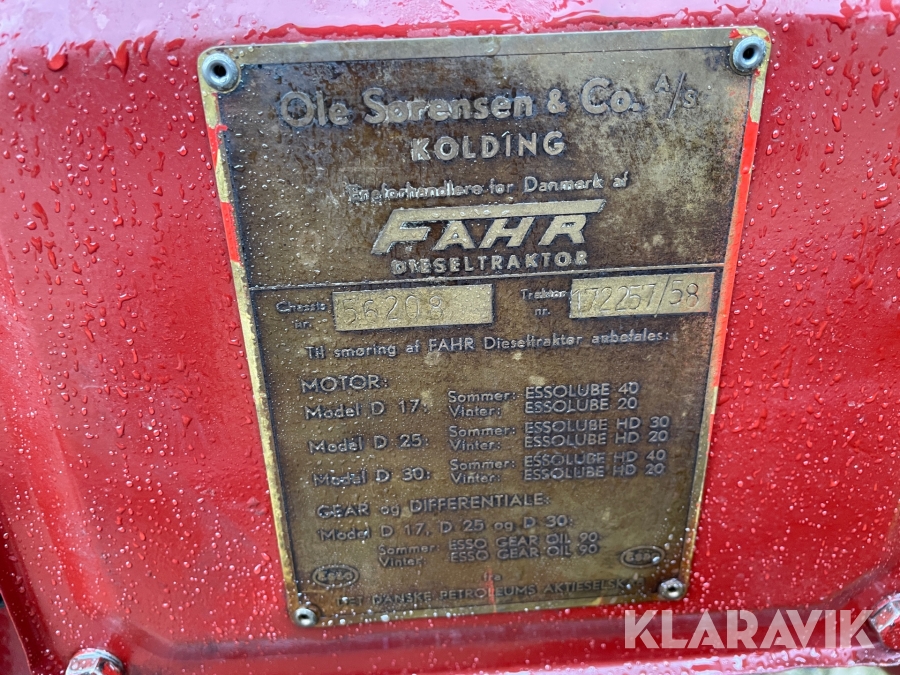 Ole Sørensen & Co. A/S
KOLDING
Eneforhandlere for Danmark af
FAHR
DIESELTRAKTOR
Chassis nr. 56208 Traktor nr. 172257/58
Til smøring af FAHR Dieseltraktor anbefales:
MOTOR:
Model D 17: Sommer: ESSOLUBE 40
Vinter: ESSOLUBE 20
Model D 25: Sommer: ESSOLUBE HD 30
Vinter: ESSOLUBE HD 20
Model D 30: Sommer: ESSOLUBE HD 40
Vinter: ESSOLUBE HD 20
GEAR og DIFFERENTIALE:
Model D 17, D 25 og D 30:
Sommer: ESSO GEAR OIL 90
Vinter: ESSO GEAR OIL 90
Esso fra Esso
DET DANSKE PETROLEUMS AKTIESELSKAB
KLARAVIK